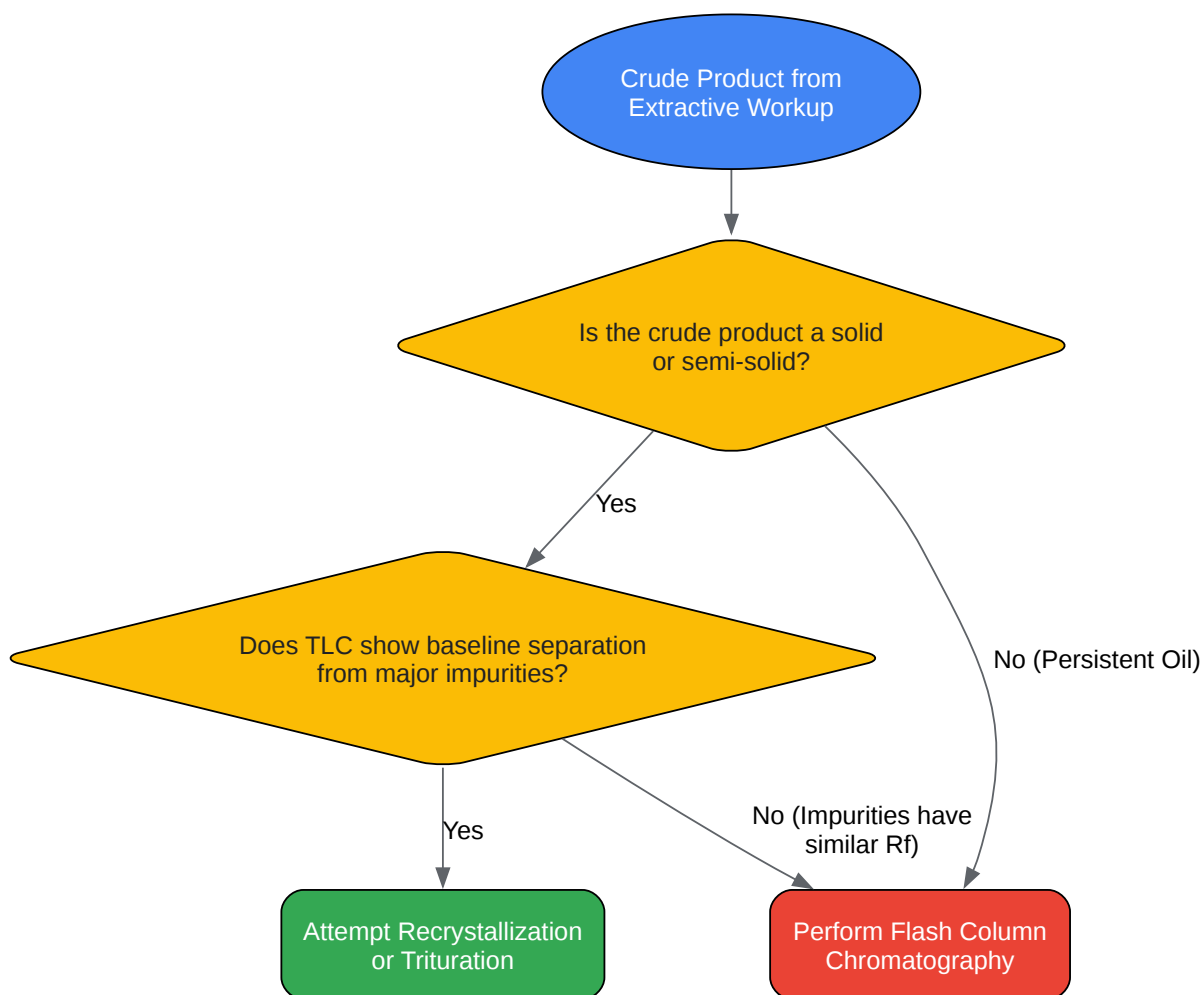 Crude Product from
Extractive Workup
Is the crude product a solid
or semi-solid?
Yes
Does TLC show baseline separation
from major impurities?
No (Persistent Oil)
No (Impurities have
similar Rf)
Yes
Attempt Recrystallization
or Trituration
Perform Flash Column
Chromatography